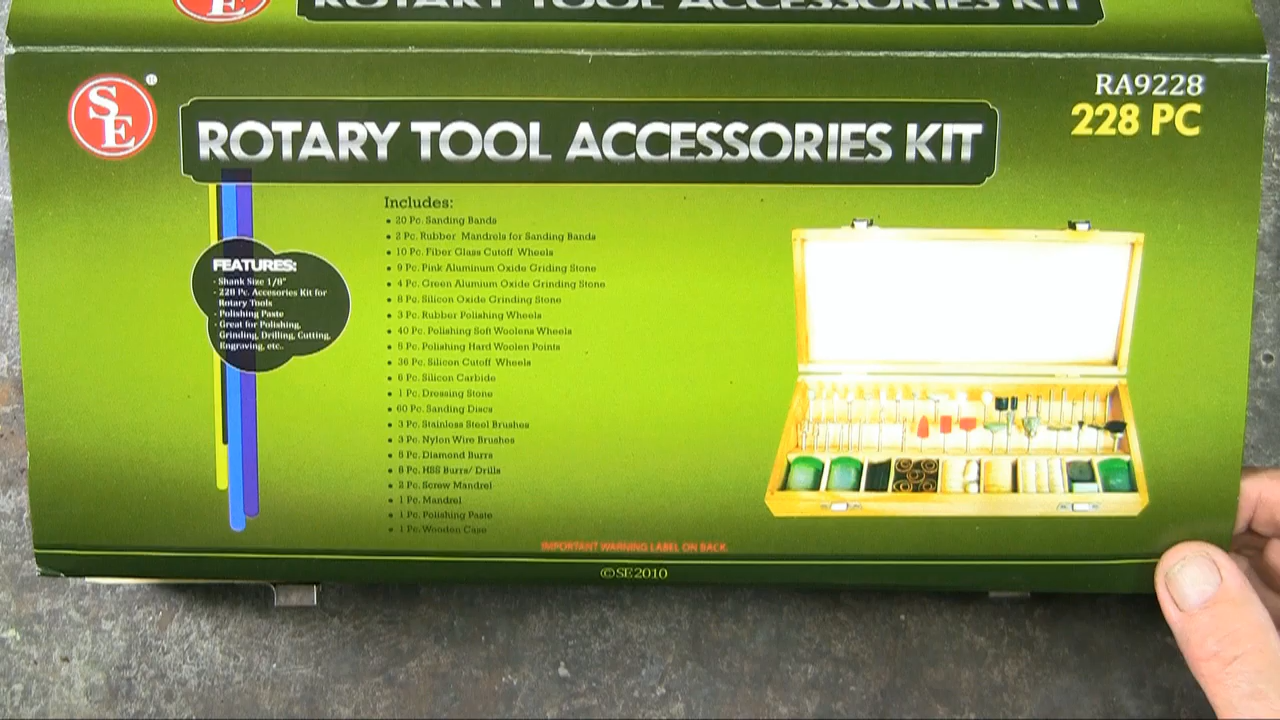 ROTARY TOOL ACCESSORIES KIT
SE
®
RA9228
228 PC
ROTARY TOOL ACCESSORIES KIT
Includes:
• 20 Pc. Sanding Bands
• 2 Pc. Rubber Mandrels for Sanding Bands
• 10 Pc. Fiber Glass Cutoff Wheels
• 9 Pc. Pink Aluminum Oxide Griding Stone
• 4 Pc. Green Alumium Oxide Grinding Stone
• 8 Pc. Silicon Oxide Grinding Stone
• 3 Pc. Rubber Polishing Wheels
• 40 Pc. Polishing Soft Woolens Wheels
• Pc. Polishing Hard Woolen Points
• 36 Pc. Silicon Cutoff Wheels
• 6 Pc. Silicon Carbide
• 1 Pc. Dressing Stone
• 60 Pc. Sanding Discs
• 3 Pc. Stainless Steel Brushes
• 3 Pc. Nylon Wire Brushes
• Pc. Diamond Burrs
• Pc. HSS Burrs/ Drills
• 2 Pc. Screw Mandrel
• 1 Pc. Mandrel
• 1 Pc. Polishing Paste
• 1 Pc. Wooden Case
FEATURES:
- Shank Size 1/8"
- 228 Pc. Accesories Kit for
Rotary Tools
- Polishing Paste
- Great for Polishing,
Grinding, Drilling, Cutting,
Engraving, etc..
IMPORTANT WARNING LABEL ON BACK.
©SE2010